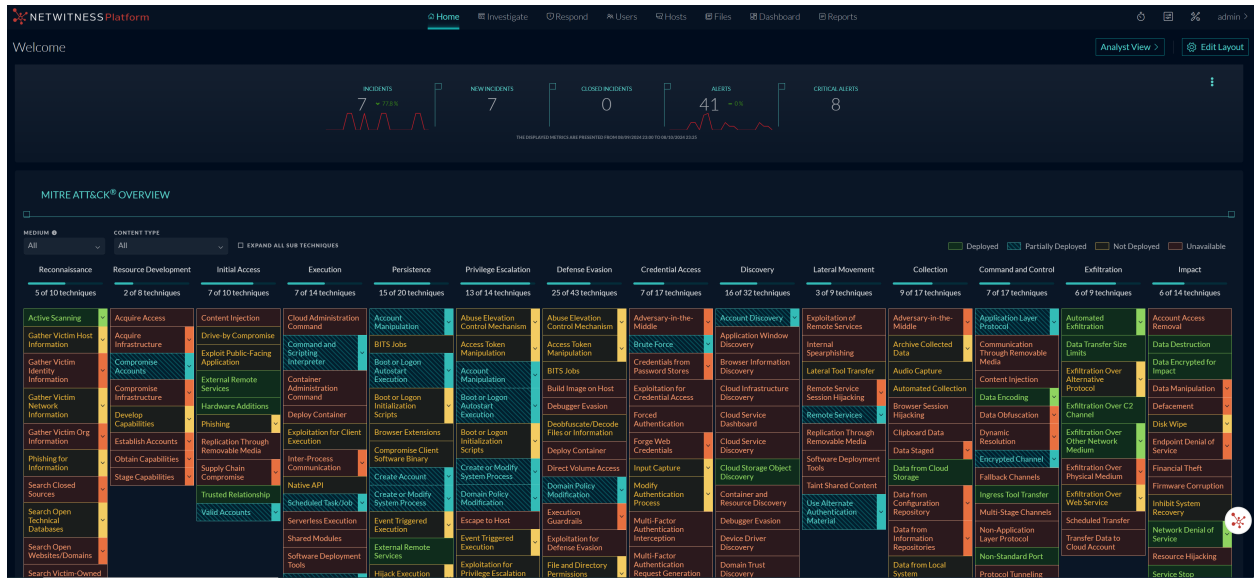 NETWITNESS Platform
Home
Investigate
Respond
Users
Hosts
Files
Dashboard
Reports
admin >
Welcome
Analyst View >
Edit Layout
INCIDENTS
7
77.8%
NEW INCIDENTS
7
CLOSED INCIDENTS
0
ALERTS
41
0%
CRITICAL ALERTS
8
THE DISPLAYED METRICS ARE PRESENTED FROM
MITRE ATT&CK® OVERVIEW
MEDIUM
All
CONTENT TYPE
All
EXPAND ALL SUB TECHNIQUES
Deployed
Partially Deployed
Not Deployed
Unavailable
Reconnaissance
5 of 10 techniques
Active Scanning
Gather Victim Host
Information
Gather Victim
Identity
Information
Gather Victim
Network
Information
Gather Victim Org
Information
Phishing for
Information
Search Closed
Sources
Search Open
Technical
Databases
Search Open
Websites/Domains
Search Victim-Owned
Resource Development
2 of 8 techniques
Acquire Access
Acquire
Infrastructure
Compromise
Accounts
Compromise
Infrastructure
Develop
Capabilities
Establish Accounts
Obtain Capabilities
Stage Capabilities
Initial Access
7 of 10 techniques
Content Injection
Drive-by Compromise
Exploit Public-Facing
Application
External Remote
Services
Hardware Additions
Phishing
Replication Through
Removable Media
Supply Chain
Compromise
Trusted Relationship
Valid Accounts
Execution
7 of 14 techniques
Cloud Administration
Command
Command and
Scripting
Interpreter
Container
Administration
Command
Deploy Container
Exploitation for Client
Execution
Inter-Process
Communication
Native API
Scheduled Task/Job
Serverless Execution
Shared Modules
Software Deployment
Tools
Persistence
15 of 20 techniques
Account
Manipulation
BITS Jobs
Boot or Logon
Autostart
Execution
Boot or Logon
Initialization
Scripts
Browser Extensions
Compromise Client
Software Binary
Create Account
Create or Modify
System Process
Event Triggered
Execution
External Remote
Services
Hijack Execution
Privilege Escalation
13 of 14 techniques
Abuse Elevation
Control Mechanism
Access Token
Manipulation
Account
Manipulation
Boot or Logon
Autostart
Execution
Boot or Logon
Initialization
Scripts
Create or Modify
System Process
Domain Policy
Modification
Escape to Host
Event Triggered
Execution
Exploitation for
Privilege Escalation
Defense Evasion
25 of 43 techniques
Abuse Elevation
Control Mechanism
Access Token
Manipulation
BITS Jobs
Build Image on Host
Debugger Evasion
Deobfuscate/Decode
Files or Information
Deploy Container
Direct Volume Access
Domain Policy
Modification
Execution
Guardrails
Exploitation for
Defense Evasion
File and Directory
Permissions
Credential Access
7 of 17 techniques
Adversary-in-the-
Middle
Brute Force
Credentials from
Password Stores
Exploitation for
Credential Access
Forced
Authentication
Forge Web
Credentials
Input Capture
Modify
Authentication
Process
Multi-Factor
Authentication
Interception
Multi-Factor
Authentication
Request Generation
Discovery
16 of 32 techniques
Account Discovery
Application Window
Discovery
Browser Information
Discovery
Cloud Infrastructure
Discovery
Cloud Service
Dashboard
Cloud Service
Discovery
Cloud Storage Object
Discovery
Container and
Resource Discovery
Debugger Evasion
Device Driver
Discovery
Domain Trust
Discovery
Lateral Movement
3 of 9 techniques
Exploitation of
Remote Services
Internal
Spearphishing
Lateral Tool Transfer
Remote Service
Session Hijacking
Remote Services
Replication Through
Removable Media
Software Deployment
Tools
Taint Shared Content
Use Alternate
Authentication
Material
Collection
9 of 17 techniques
Adversary-in-the-
Middle
Archive Collected
Data
Audio Capture
Automated Collection
Browser Session
Hijacking
Clipboard Data
Data Staged
Data from Cloud
Storage
Data from
Configuration
Repository
Data from
Information
Repositories
Data from Local
System
Command and Control
7 of 17 techniques
Application Layer
Protocol
Communication
Through Removable
Media
Content Injection
Data Encoding
Data Obfuscation
Dynamic
Resolution
Encrypted Channel
Fallback Channels
Ingress Tool Transfer
Multi-Stage Channels
Non-Application
Layer Protocol
Non-Standard Port
Protocol Tunneling
Exfiltration
6 of 9 techniques
Automated
Exfiltration
Data Transfer Size
Limits
Exfiltration Over
Alternative
Protocol
Exfiltration Over C2
Channel
Exfiltration Over
Other Network
Medium
Exfiltration Over
Physical Medium
Exfiltration Over
Web Service
Scheduled Transfer
Transfer Data to
Cloud Account
Impact
6 of 14 techniques
Account Access
Removal
Data Destruction
Data Encrypted for
Impact
Data Manipulation
Defacement
Disk Wipe
Endpoint Denial of
Service
Financial Theft
Firmware Corruption
Inhibit System
Recovery
Network Denial of
Service
Resource Hijacking
Service Stop